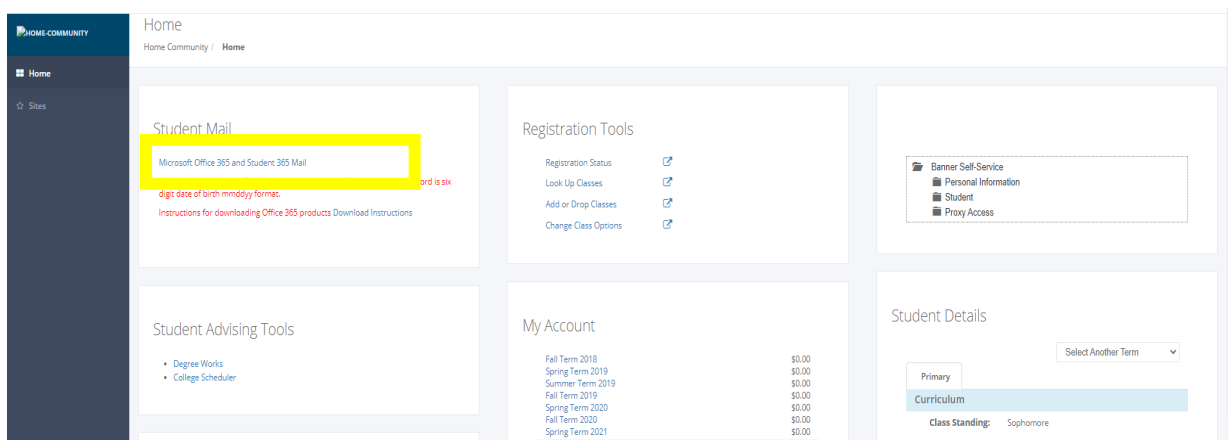 HOME-COMMUNITY
Home
Home Community / Home
Home
Sites
Student Mail
Microsoft Office 365 and Student 365 Mail
ord is six
digit date of birth mmddyy format.
Instructions for downloading Office 365 products Download Instructions
Registration Tools
Registration Status
Look Up Classes
Add or Drop Classes
Change Class Options
Banner Self-Service
Personal Information
Student
Proxy Access
Student Advising Tools
Degree Works
College Scheduler
My Account
Fall Term 2018 $0.00
Spring Term 2019 $0.00
Summer Term 2019 $0.00
Fall Term 2019 $0.00
Spring Term 2020 $0.00
Fall Term 2020 $0.00
Spring Term 2021 $0.00
Student Details
Select Another Term
Primary
Curriculum
Class Standing: Sophomore